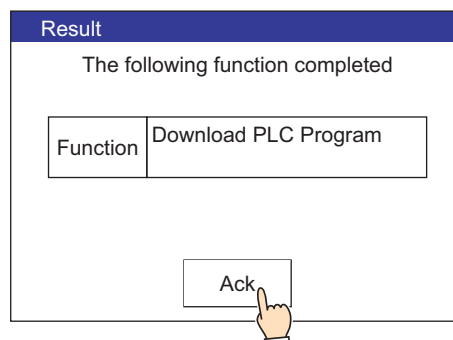 Result
The following function completed
Function
Download PLC Program
Ack